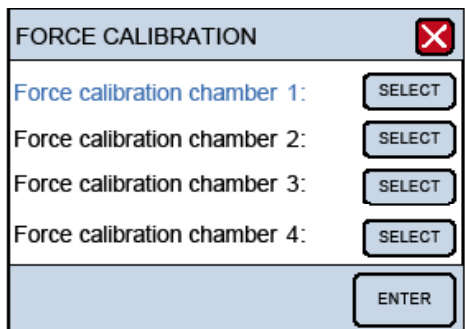 FORCE CALIBRATION
Force calibration chamber 1: SELECT
Force calibration chamber 2: SELECT
Force calibration chamber 3: SELECT
Force calibration chamber 4: SELECT
ENTER